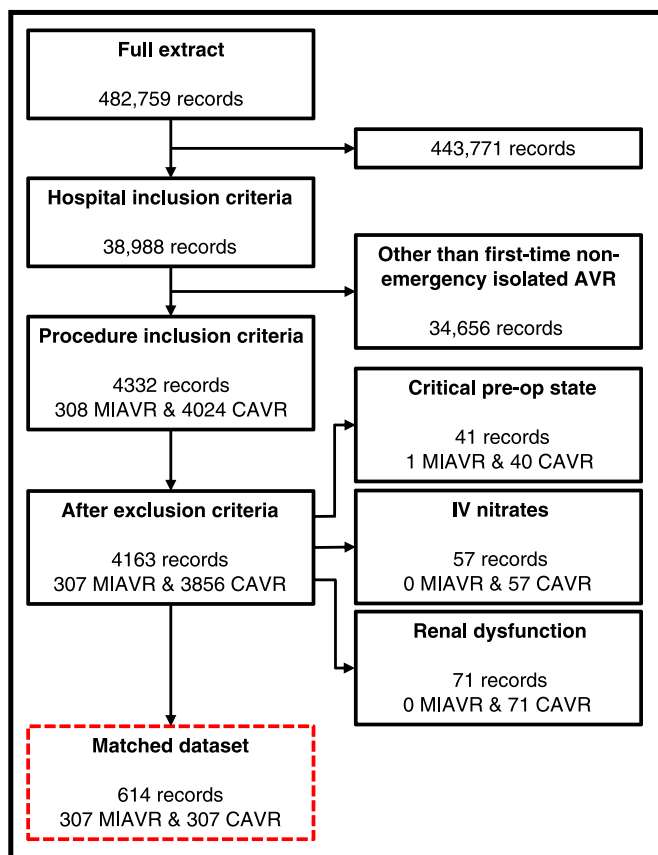 Full extract
482,759 records
443,771 records
Hospital inclusion criteria
38,988 records
Other than first-time non-
emergency isolated AVR
34,656 records
Procedure inclusion criteria
4332 records
308 MIAVR & 4024 CAVR
Critical pre-op state
41 records
1 MIAVR & 40 CAVR
After exclusion criteria
4163 records
307 MIAVR & 3856 CAVR
IV nitrates
57 records
0 MIAVR & 57 CAVR
Renal dysfunction
71 records
0 MIAVR & 71 CAVR
Matched dataset
614 records
307 MIAVR & 307 CAVR